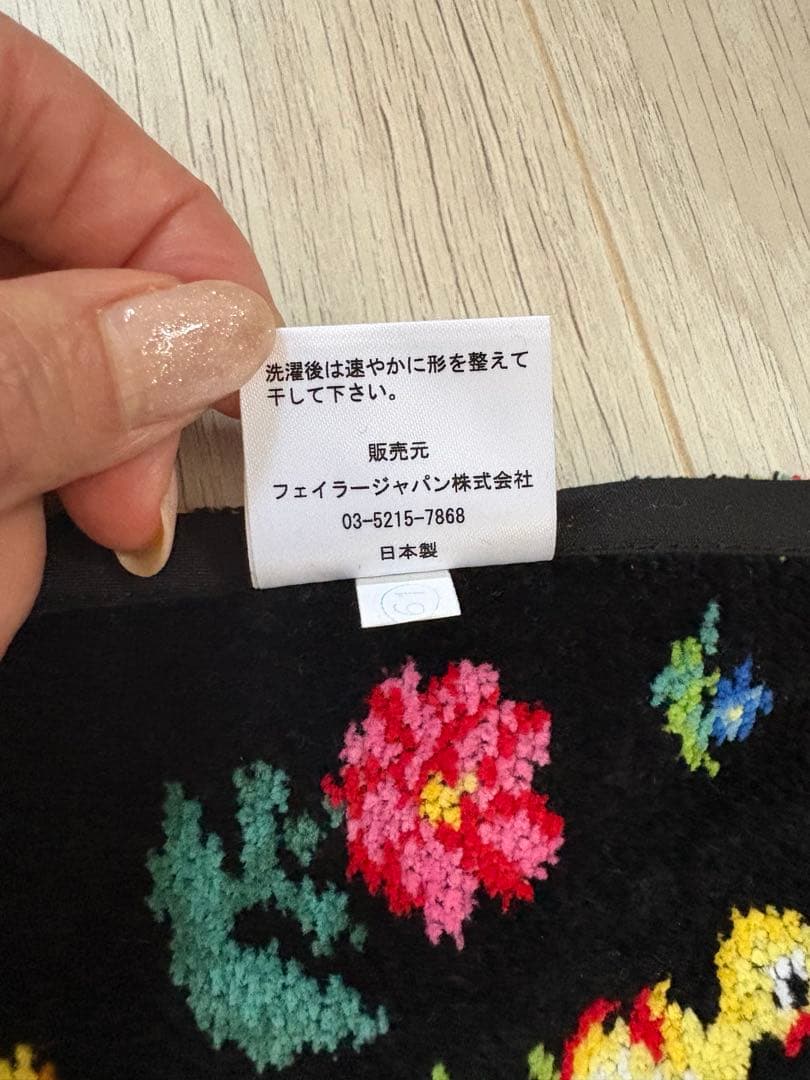 洗濯後は速やかに形を整えて
干して下さい。
販売元
フェイラージャパン株式会社
03-5215-7868
日本製
19